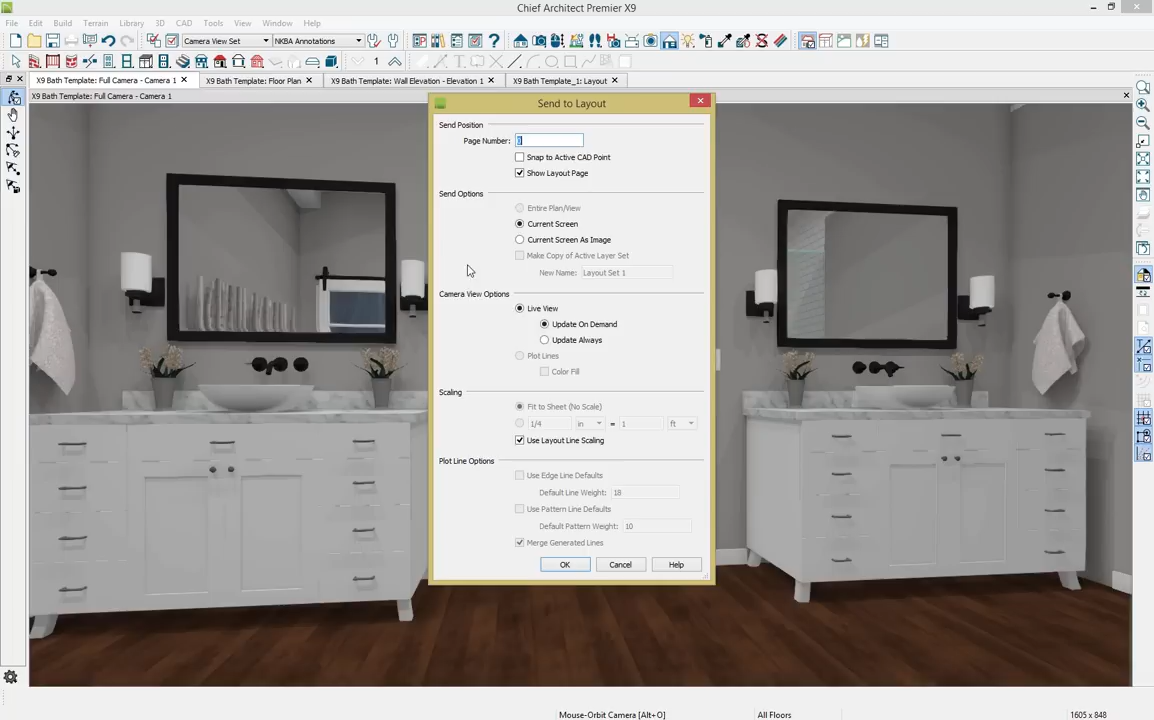 Chief Architect Premier X9
File Edit Build Terrain Library CAD 3D Camera Tools View Window Help
Camera View Set NKBA Annotations
1
X9 Bath Template: Full Camera - Camera 1 X9 Bath Template: Floor Plan X9 Bath Template: Wall Elevation - Elevation 1 X9 Bath Template_1: Layout
X9 Bath Template: Full Camera - Camera 1
Send to Layout
Send Position
Page Number:
Snap to Active CAD Point
Show Layout Page
Send Options
Entire Plan/View
Current Screen
Current Screen As Image
Make Copy of Active Layer Set
New Name: Layout Set 1
Camera View Options
Live View
Update On Demand
Update Always
Plot Lines
Color Fill
Scaling
Fit to Sheet (No Scale)
1/4 in = 1 ft
Use Layout Line Scaling
Plot Line Options
Use Edge Line Defaults
Default Line Weight: 18
Use Pattern Line Defaults
Default Pattern Weight: 10
Merge Generated Lines
OK Cancel Help
Mouse-Orbit Camera [Alt+O] All Floors 1605 x 848